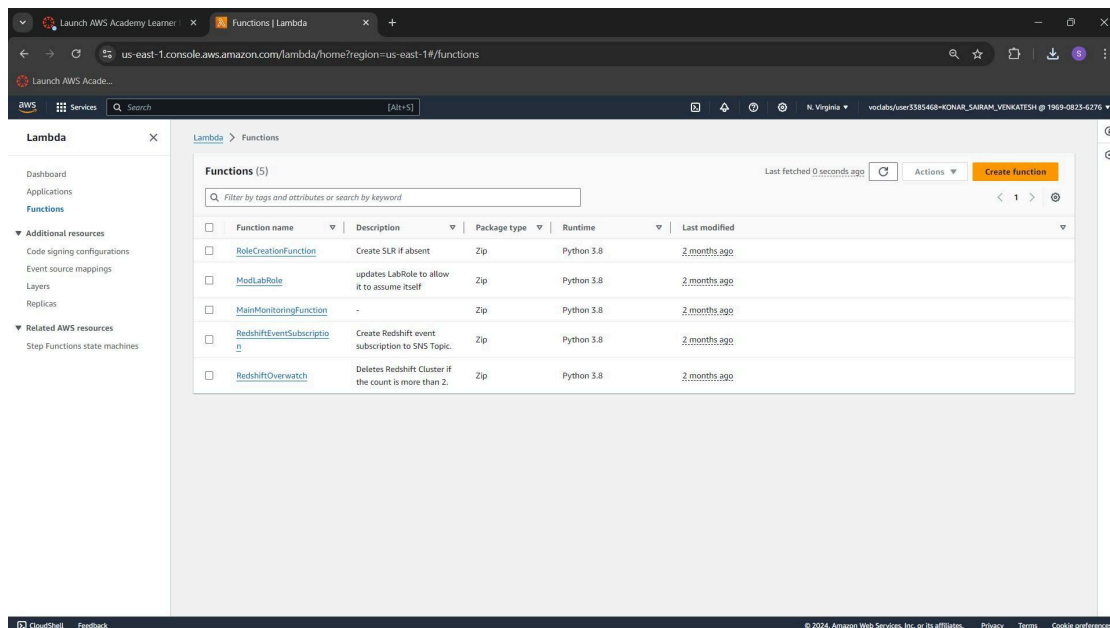 Launch AWS Academy Learner
Functions | Lambda
us-east-1.console.aws.amazon.com/lambda/home?region=us-east-1#/functions
S
Launch AWS Acade...
aws
Services
Search
[Alt+S]
N. Virginia
voclabs/user3385468=KONAR_SAIRAM_VENKATESH @ 1969-0823-6276
Lambda
Dashboard
Applications
Functions
Additional resources
Code signing configurations
Event source mappings
Layers
Replicas
Related AWS resources
Step Functions state machines
Lambda > Functions
Functions (5)
Last fetched 0 seconds ago
Actions
Create function
Filter by tags and attributes or search by keyword
1
Function name Description Package type Runtime Last modified
RoleCreationFunction Create SLR if absent Zip Python 3.8 2 months ago
ModLabRole updates LabRole to allow
it to assume itself Zip Python 3.8 2 months ago
MainMonitoringFunction - Zip Python 3.8 2 months ago
RedshiftEventSubscriptio
n Create Redshift event
subscription to SNS Topic. Zip Python 3.8 2 months ago
RedshiftOverwatch Deletes Redshift Cluster if
the count is more than 2. Zip Python 3.8 2 months ago
CloudShell Feedback
© 2024, Amazon Web Services, Inc. or its affiliates. Privacy Terms Cookie preferences